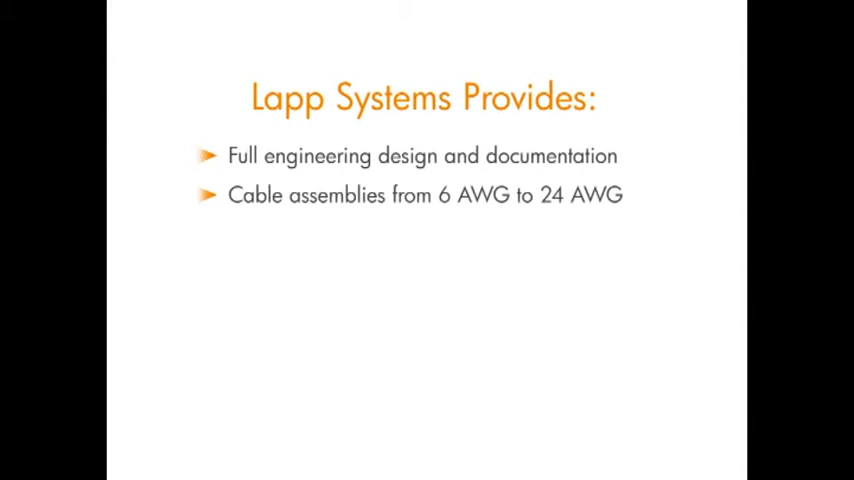 Lapp Systems Provides:
Full engineering design and documentation
Cable assemblies from 6 AWG to 24 AWG